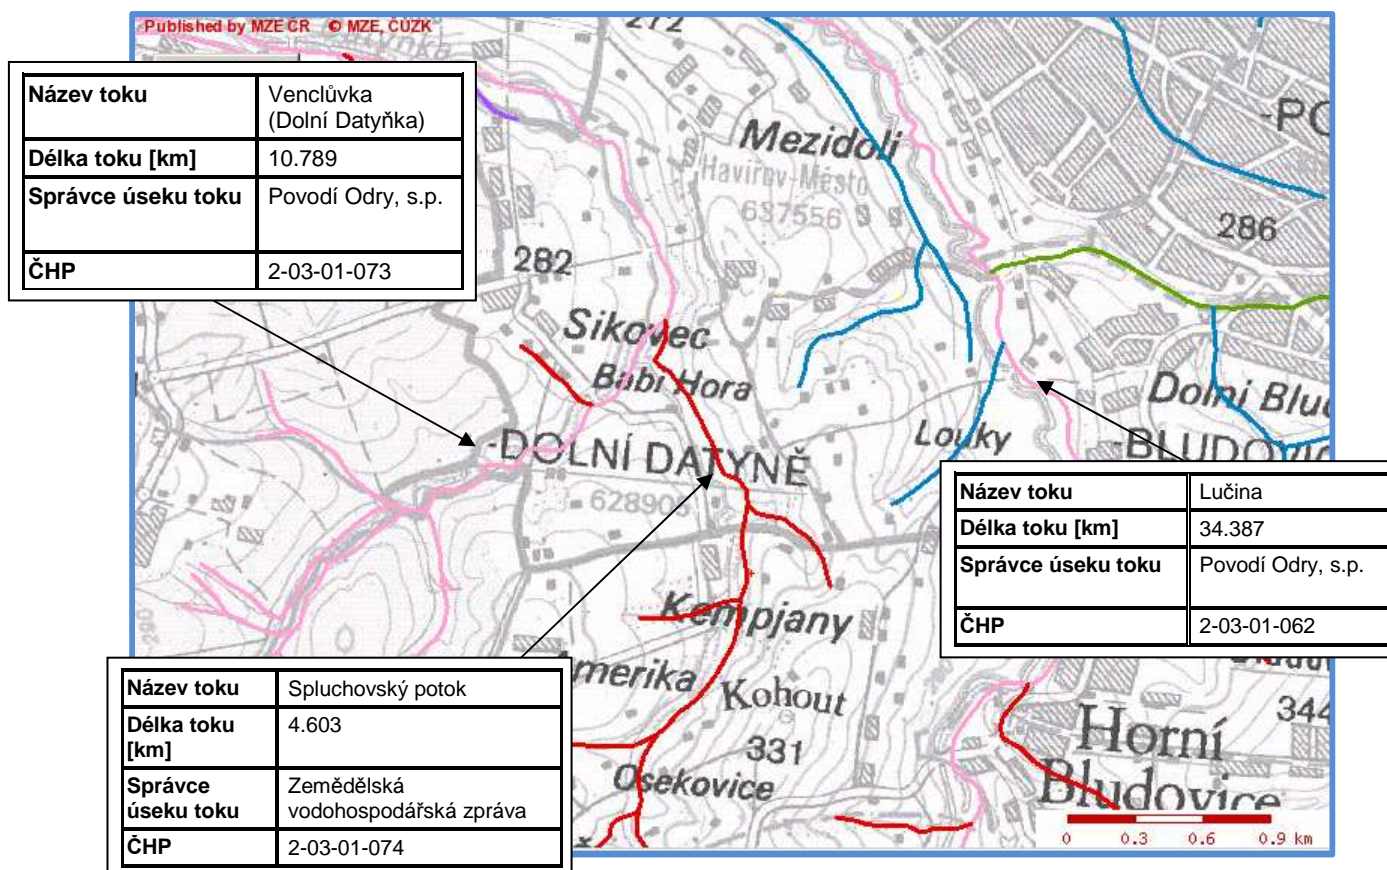 Published by MZE ČR © MZE, ČÚZK
272
Název toku Venclůvka
(Dolní Datyňka)
Délka toku [km] 10.789
Správce úseku toku Povodí Odry, s.p.
ČHP 2-03-01-073
Mezidolí
Havířov-Město
637556
286
282
Sikovec
Babí Hora
Dolní
Louky
-DOLNÍ DATYNĚ
Název toku Lučina
Délka toku [km] 34.387
Správce úseku toku Povodí Odry, s.p.
ČHP 2-03-01-062
Kempjany
Amerika
Kohout
331
344
Osekovice
Horní
Bludovice
Název toku Spluchovský potok
Délka toku
[km] 4.603
Správce
úseku toku Zemědělská
vodohospodářská zpráva
ČHP 2-03-01-074
0 0.3 0.6 0.9 km